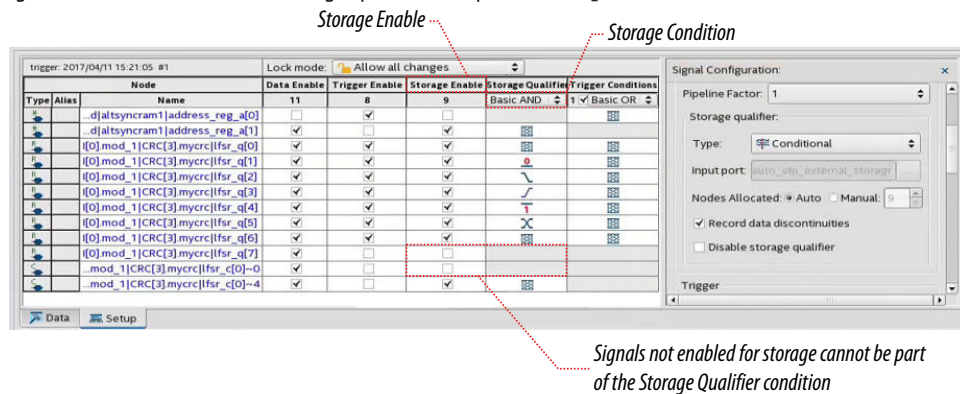 Storage Enable
Storage Condition
trigger: 2017/04/11 15:21:05 #1 Lock mode: Allow all changes
Node Data Enable Trigger Enable Storage Enable Storage Qualifier Trigger Conditions
Type Alias Name 11 8 9 Basic AND 1 Basic OR
...d|altsyncram1|address_reg_a[0]
...d|altsyncram1|address_reg_a[1]
l[0].mod_1|CRC[3].mycrc|lfsr_q[0]
l[0].mod_1|CRC[3].mycrc|lfsr_q[1] 0
l[0].mod_1|CRC[3].mycrc|lfsr_q[2]
l[0].mod_1|CRC[3].mycrc|lfsr_q[3]
l[0].mod_1|CRC[3].mycrc|lfsr_q[4] 1
l[0].mod_1|CRC[3].mycrc|lfsr_q[5]
l[0].mod_1|CRC[3].mycrc|lfsr_q[6]
l[0].mod_1|CRC[3].mycrc|lfsr_q[7]
...mod_1|CRC[3].mycrc|lfsr_c[0]~0
...mod_1|CRC[3].mycrc|lfsr_c[0]~4
Data Setup
Signal Configuration: x
Pipeline Factor: 1
Storage qualifier:
Type: Conditional
Input port: auto_stp_external_storage ...
Nodes Allocated: Auto Manual: 9
Record data discontinuities
Disable storage qualifier
Trigger
Signals not enabled for storage cannot be part
of the Storage Qualifier condition